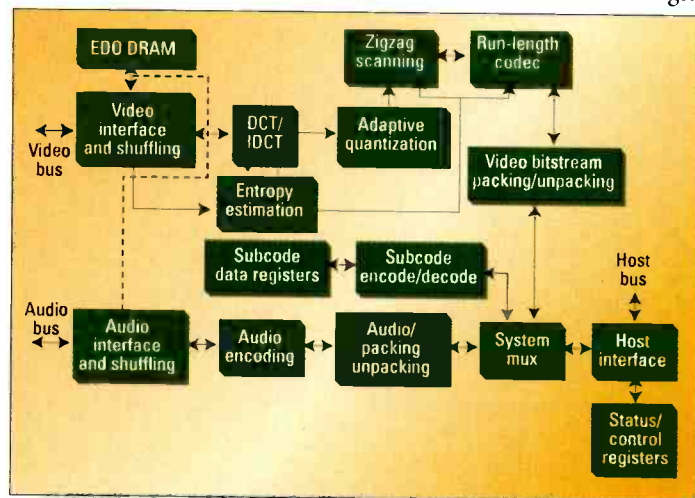 EDO DRAM
Zigzag
scanning
Run-length
codec
Video
interface
and shuffling
Video
bus
DCT/
IDCT
Adaptive
quantization
Video bitstream
packing/unpacking
Entropy
estimation
Subcode
data registers
Subcode
encode/decode
Host
bus
Audio
bus
Audio
interface
and shuffling
Audio
encoding
Audio/
packing
unpacking
System
mux
Host
interface
Status/
control
registers